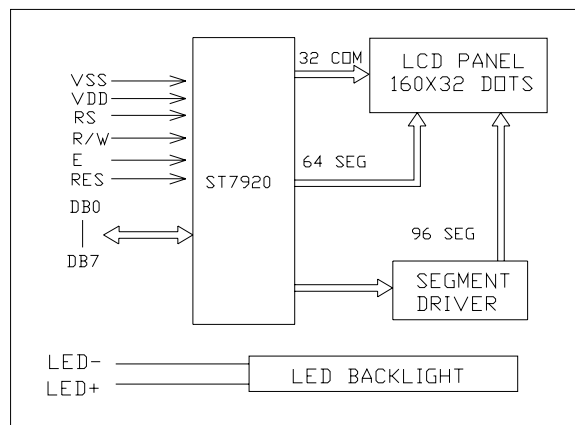 32 COM
LCD PANEL
160X32 DOTS
VSS
VDD
RS
R/W
E
RES
64 SEG
ST7920
DB0
DB7
96 SEG
SEGMENT
DRIVER
LED-
LED+
LED BACKLIGHT